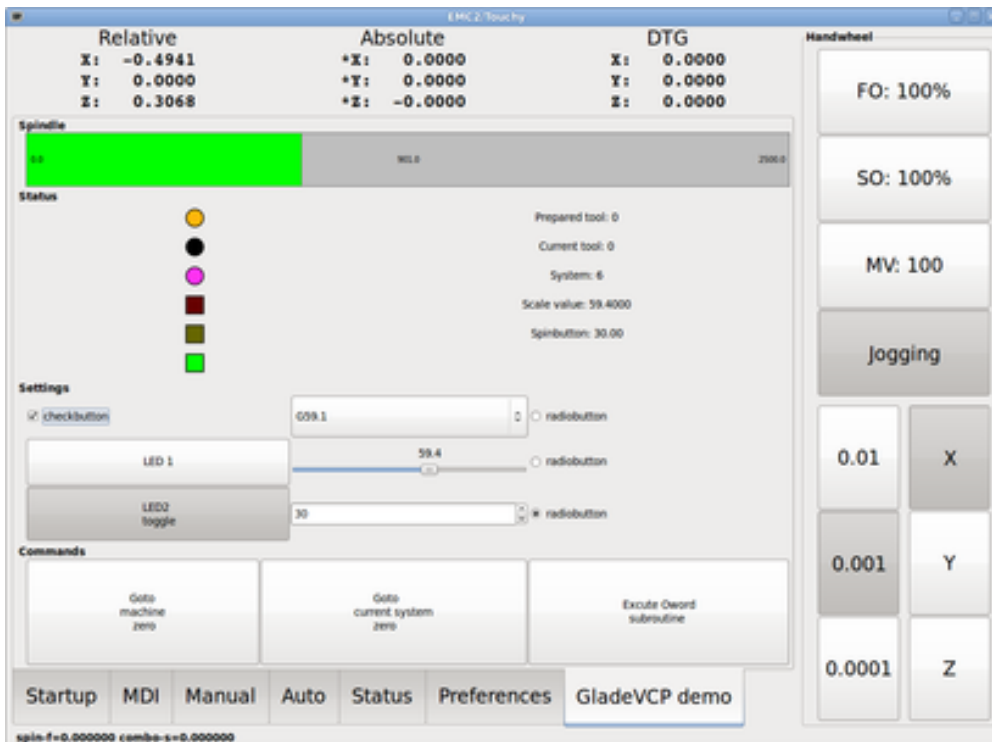 EMC2/Touchy
Relative Absolute DTG
X: -0.4941 *X: 0.0000 X: 0.0000
Y: 0.0000 *Y: 0.0000 Y: 0.0000
Z: 0.3068 *Z: -0.0000 Z: 0.0000
Spindle
0.0 901.0 2500.0
Status
Prepared tool: 0
Current tool: 0
System: 6
Scale value: 59.4000
Spinbutton: 30.00
Settings
checkbutton G59.1 radiobutton
LED 1 59.4 radiobutton
LED2
toggle
30 radiobutton
Commands
Goto
machine
zero
Goto
current system
zero
Excute Oword
subroutine
Startup MDI Manual Auto Status Preferences GladeVCP demo
spin-f=0.000000 combo-s=0.000000
Handwheel
FO: 100%
SO: 100%
MV: 100
Jogging
0.01 X
0.001 Y
0.0001 Z